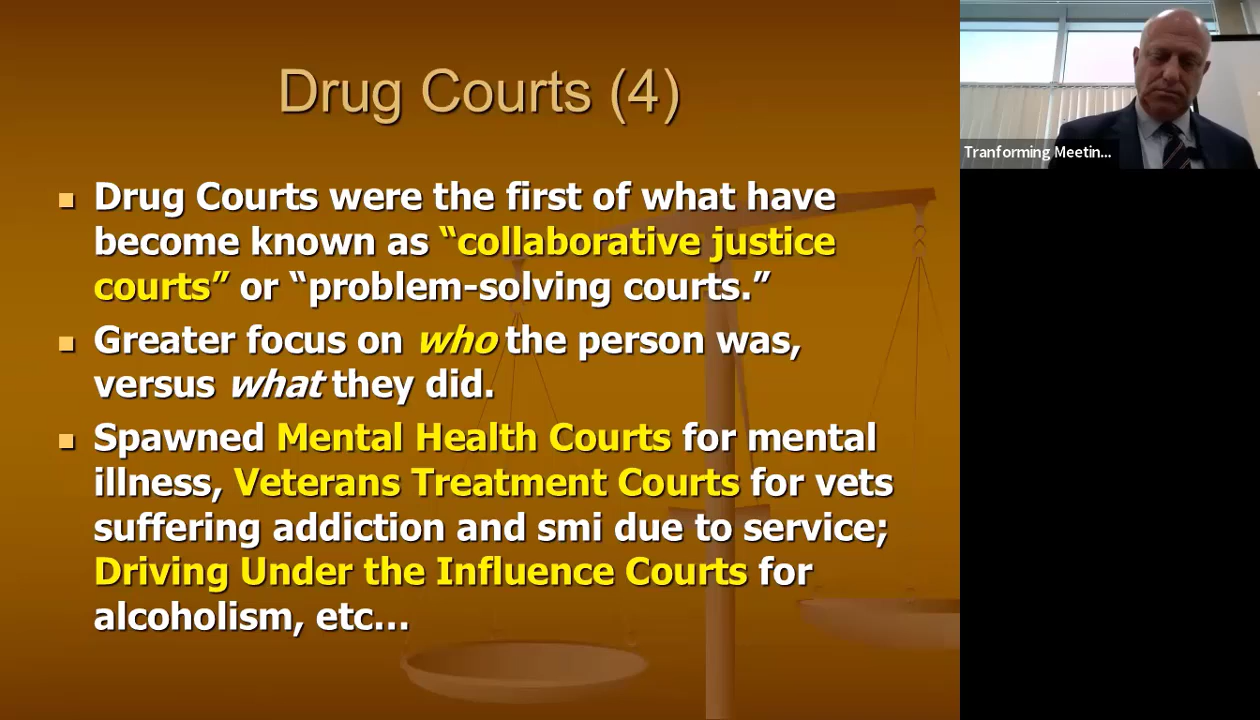 Drug Courts (4)
Drug Courts were the first of what have
become known as “collaborative justice
courts” or “problem-solving courts.”
Greater focus on who the person was,
versus what they did.
Spawned Mental Health Courts for mental
illness, Veterans Treatment Courts for vets
suffering addiction and smi due to service;
Driving Under the Influence Courts for
alcoholism, etc…
Tranforming Meetin...